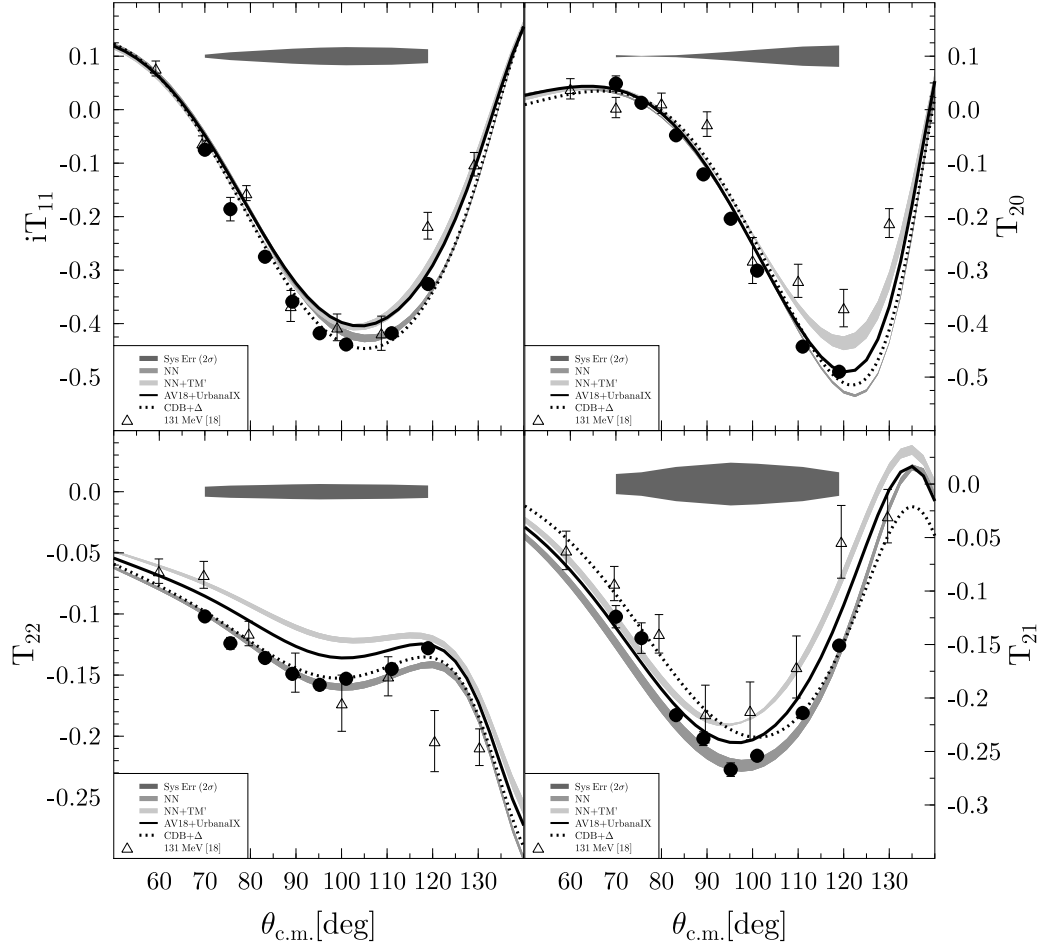 0.1
0.0
-0.1
-0.2
-0.3
-0.4
-0.5
iT11
Sys Err (2σ)
NN
NN+TM'
AV18+UrbanaIX
CDB+Δ
131 MeV [18]
0.1
0.0
-0.1
-0.2
-0.3
-0.4
-0.5
T20
Sys Err (2σ)
NN
NN+TM'
AV18+UrbanaIX
CDB+Δ
131 MeV [18]
0.0
-0.05
-0.1
-0.15
-0.2
-0.25
T22
Sys Err (2σ)
NN
NN+TM'
AV18+UrbanaIX
CDB+Δ
131 MeV [18]
60 70 80 90 100 110 120 130
θc.m.[deg]
0.0
-0.05
-0.1
-0.15
-0.2
-0.25
-0.3
T21
Sys Err (2σ)
NN
NN+TM'
AV18+UrbanaIX
CDB+Δ
131 MeV [18]
60 70 80 90 100 110 120 130
θc.m.[deg]